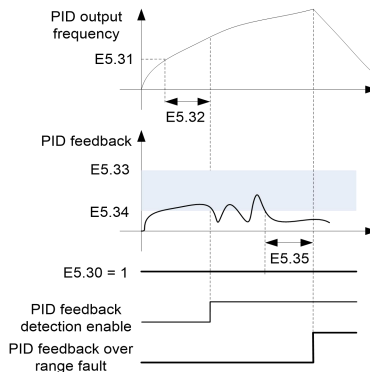 PID output
frequency
E5.31
E5.32
PID feedback
E5.33
E5.34
E5.35
E5.30 = 1
PID feedback
detection enable
PID feedback over
range fault